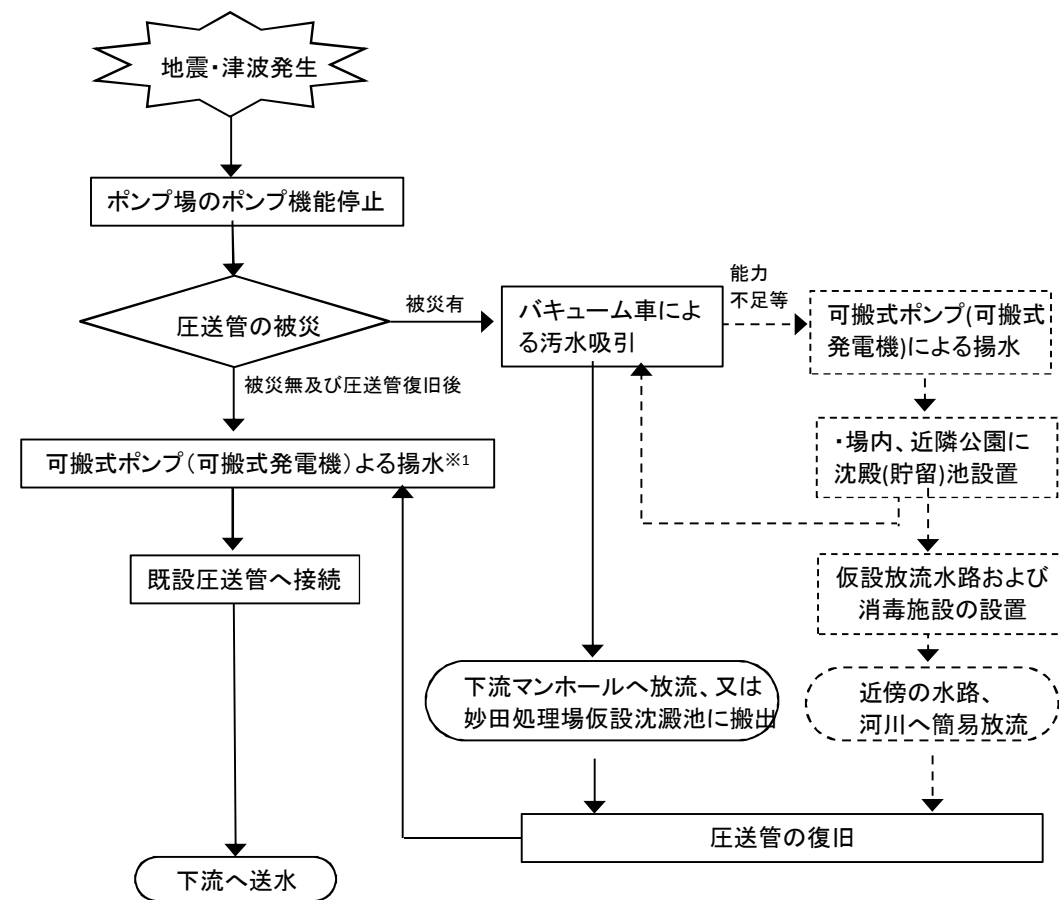 地震・津波発生
ポンプ場のポンプ機能停止
圧送管の被災
被災有
バキューム車によ
る汚水吸引
能力
不足等
可搬式ポンプ(可搬式
発電機)による揚水
被災無及び圧送管復旧後
可搬式ポンプ（可搬式発電機）よる揚水※1
・場内、近隣公園に
沈殿(貯留)池設置
既設圧送管へ接続
仮設放流水路および
消毒施設の設置
下流マンホールへ放流、又は
妙田処理場仮設沈澱池に搬出
近傍の水路、
河川へ簡易放流
圧送管の復旧
下流へ送水